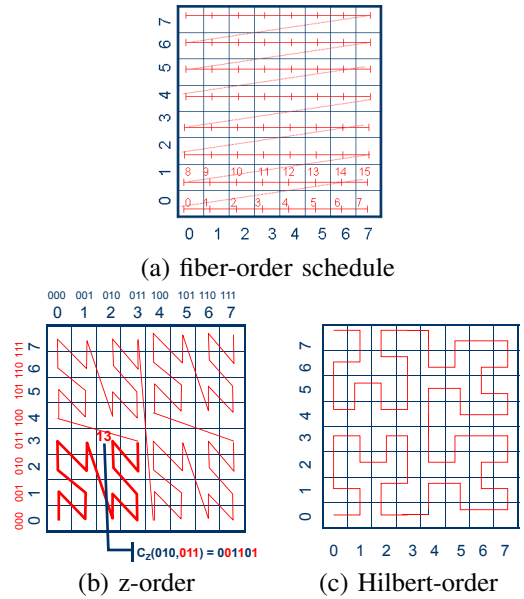 7
6
5
4
3
2
1
8 9 10 11 12 13 14 15
0
0 1 2 3 4 5 6 7
0 1 2 3 4 5 6 7
(a) fiber-order schedule
000 001 010 011 100 101 110 111
0 1 2 3 4 5 6 7
111 7
110 6
101 5
100 4
011 3
13
010 2
001 1
000 0
C_Z(010,011) = 001101
(b) z-order
7
6
5
4
3
2
1
0
0 1 2 3 4 5 6 7
(c) Hilbert-order